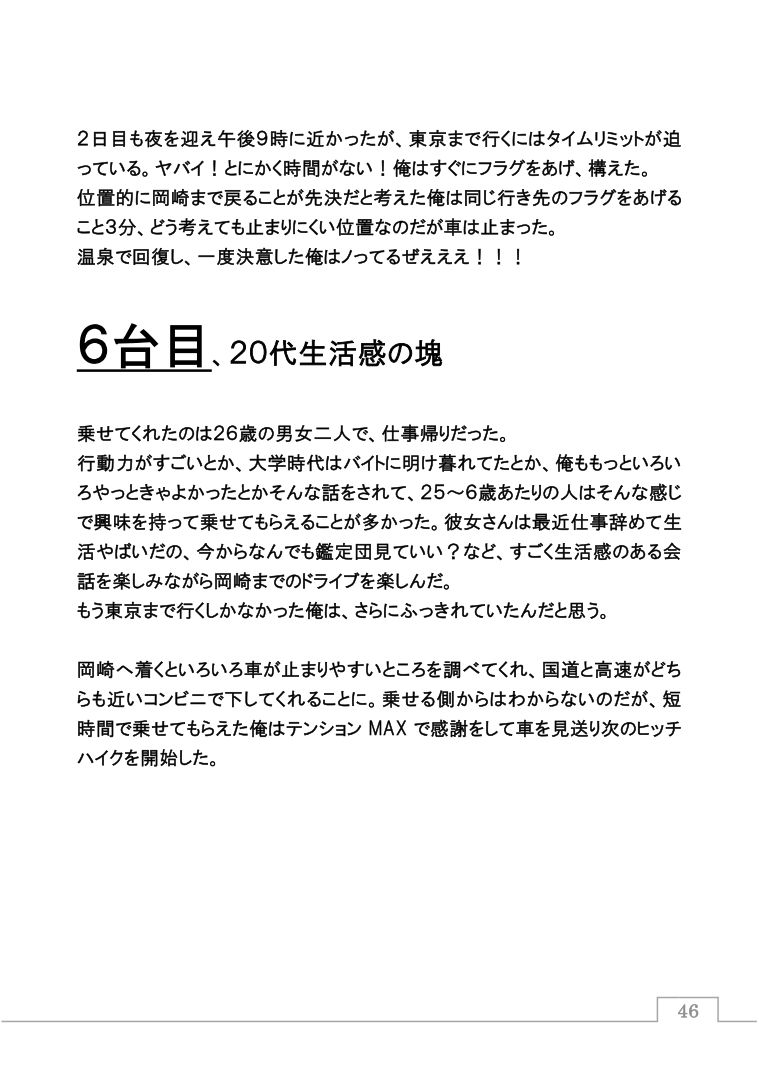 2日目も夜を迎え午後9時に近かったが、東京まで行くにはタイムリミットが迫
っている。ヤバイ！とにかく時間がない！俺はすぐにフラグをあげ、構えた。
位置的に岡崎まで戻ることが先決だと考えた俺は同じ行き先のフラグをあげる
こと3分、どう考えても止まりにくい位置なのだが車は止まった。
温泉で回復し、一度決意した俺はノってるぜえええ！！！
6台目、20代生活感の塊
乗せてくれたのは26歳の男女二人で、仕事帰りだった。
行動力がすごいとか、大学時代はバイトに明け暮れてたとか、俺ももっといろい
ろやっときゃよかったとかそんな話をされて、25～6歳あたりの人はそんな感じ
で興味を持って乗せてもらえることが多かった。彼女さんは最近仕事辞めて生
活やばいだの、今からなんでも鑑定団見ていい？など、すごく生活感のある会
話を楽しみながら岡崎までのドライブを楽しんだ。
もう東京まで行くしかなかった俺は、さらにふっきれていたんだと思う。
岡崎へ着くといろいろ車が止まりやすいところを調べてくれ、国道と高速がどち
らも近いコンビニで下してくれることに。乗せる側からはわからないのだが、短
時間で乗せてもらえた俺はテンション MAX で感謝をして車を見送り次のヒッチ
ハイクを開始した。
46